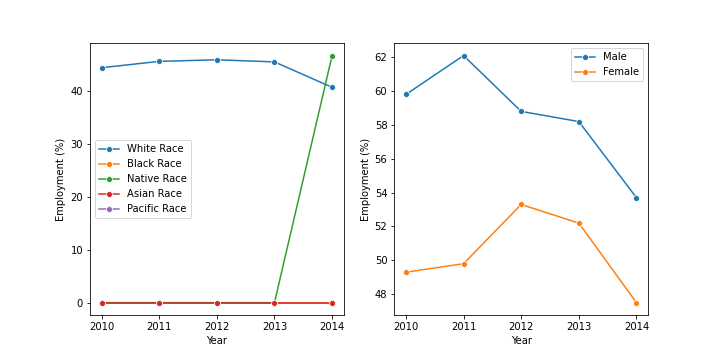 Employment (%)
40
30
20
10
0
White Race
Black Race
Native Race
Asian Race
Pacific Race
2010 2011 2012 2013 2014
Year
Employment (%)
62
60
58
56
54
52
50
48
Male
Female
2010 2011 2012 2013 2014
Year